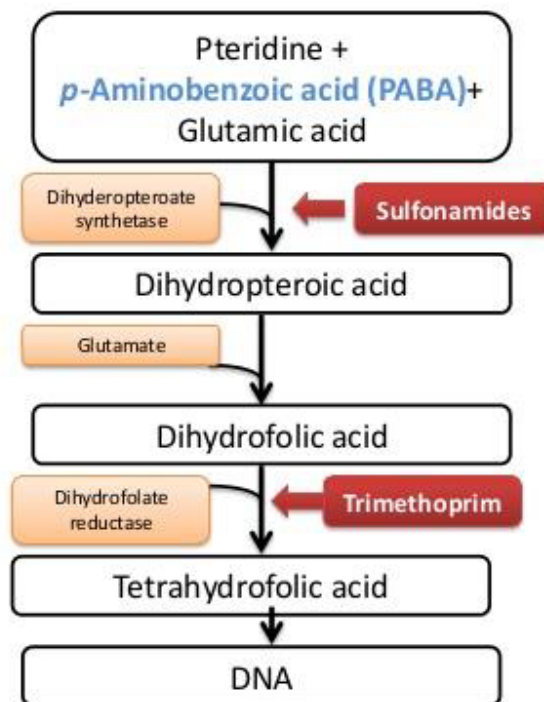 Pteridine +
p-Aminobenzoic acid (PABA)+
Glutamic acid
Dihyderopteroate
synthetase
Sulfonamides
Dihydropteroic acid
Glutamate
Dihydrofolic acid
Dihydrofolate
reductase
Trimethoprim
Tetrahydrofolic acid
DNA